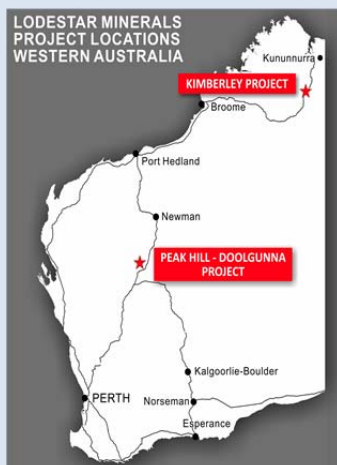 LODESTAR MINERALS
PROJECT LOCATIONS
WESTERN AUSTRALIA
Kununnurra
KIMBERLEY PROJECT
Broome
Port Hedland
Newman
PEAK HILL - DOOLGUNNA
PROJECT
Kalgoorlie-Boulder
PERTH
Norseman
Esperance